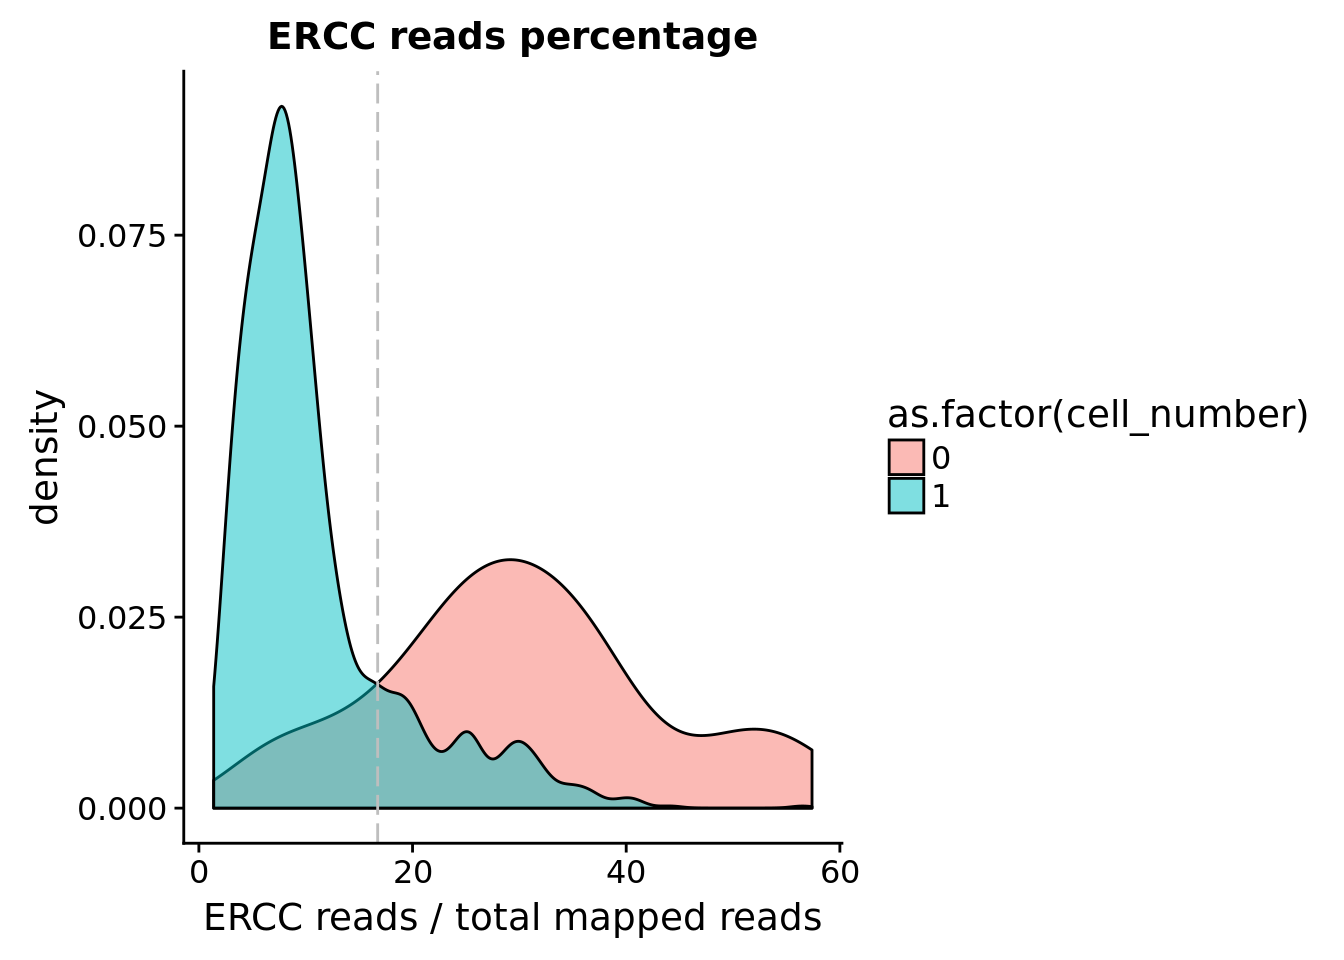 ERCC reads percentage
0.075
0.050
0.025
0.000
density
0 20 40 60
ERCC reads / total mapped reads
as.factor(cell_number)
0
1